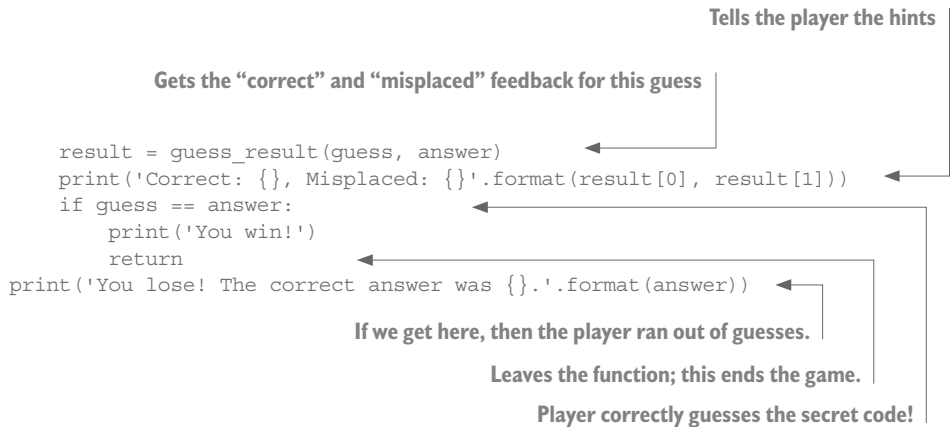 Tells the player the hints
Gets the “correct” and “misplaced” feedback for this guess
result = guess_result(guess, answer)
print('Correct: {}, Misplaced: {}'.format(result[0], result[1]))
if guess == answer:
print('You win!')
return
print('You lose! The correct answer was {}.'.format(answer))
If we get here, then the player ran out of guesses.
Leaves the function; this ends the game.
Player correctly guesses the secret code!